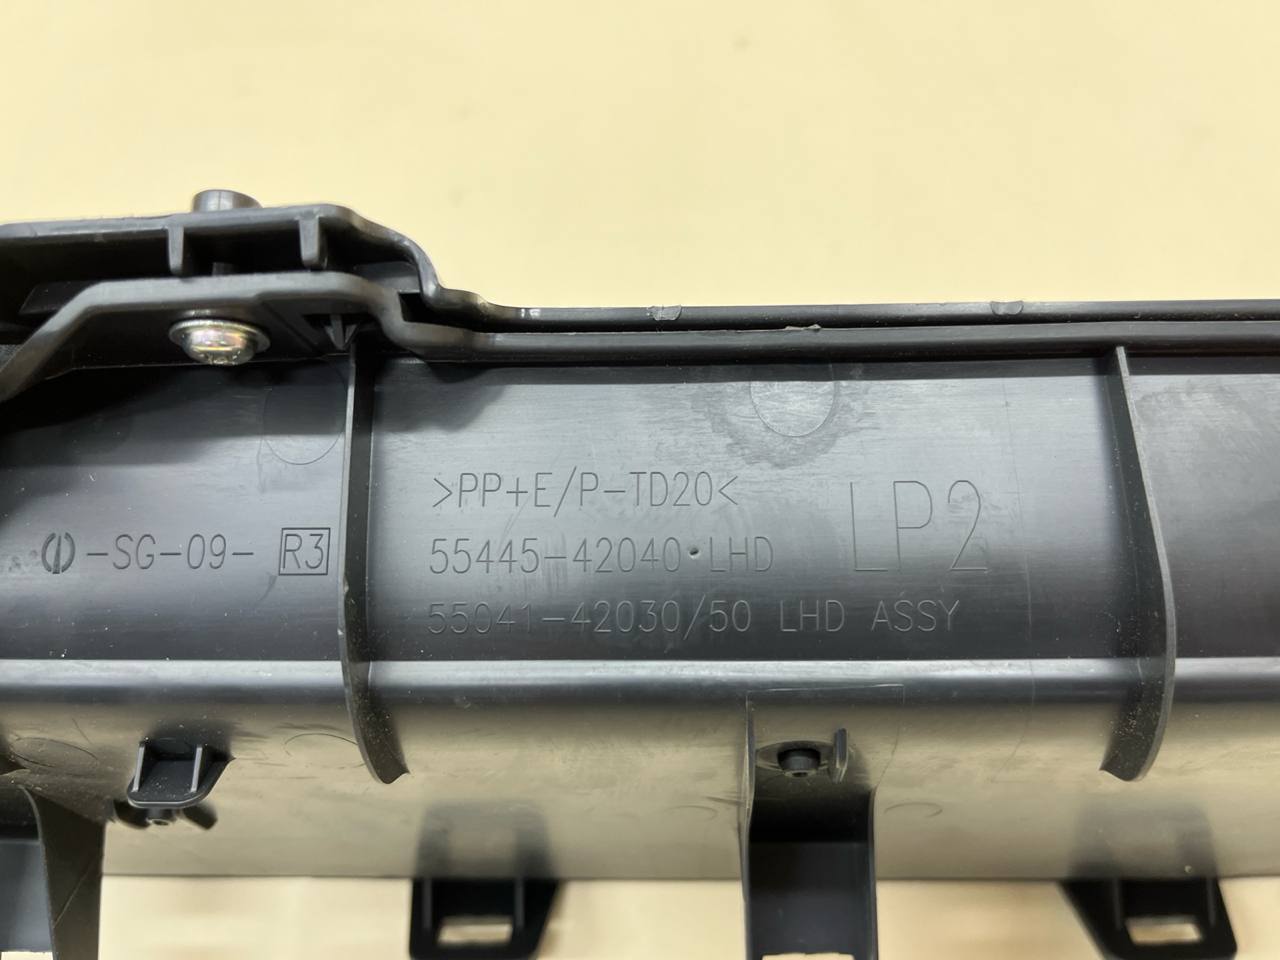 >PP+E/P-TD20<
LP2
-SG-09- R3
55445-42040·LHD
55041-42030/50 LHD ASSY